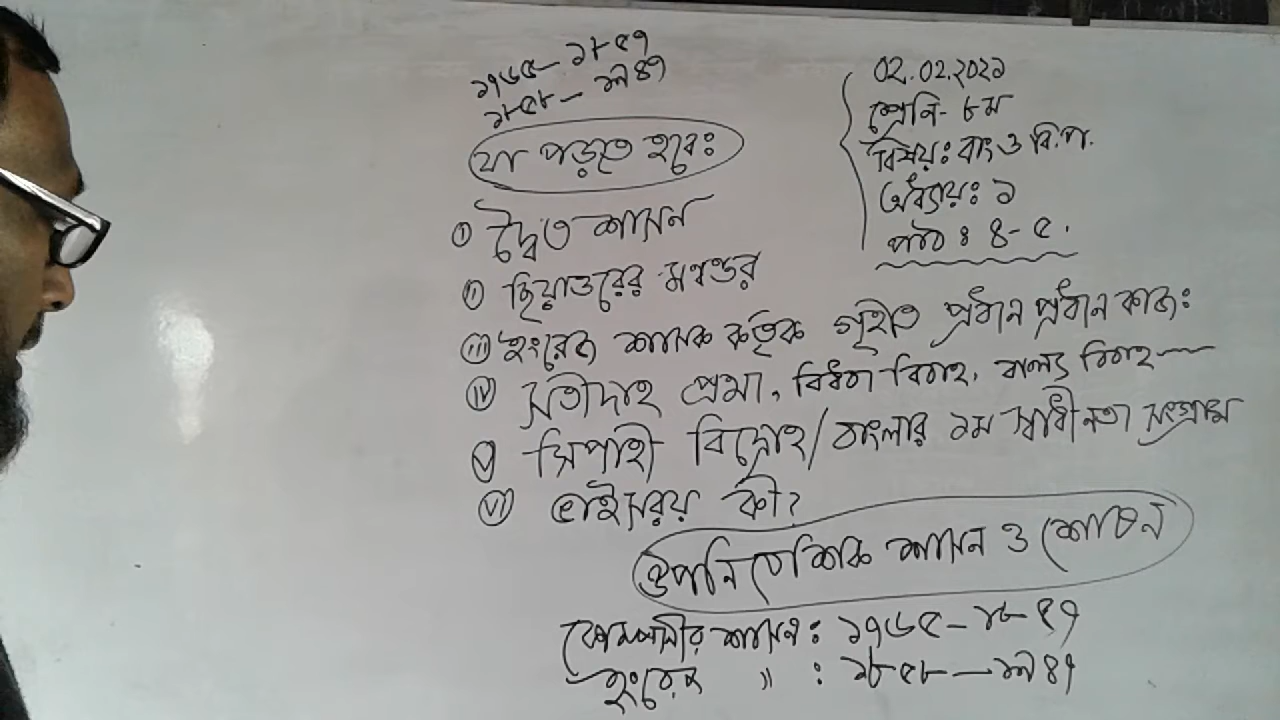 ১৭৬৫ - ১৮৫৭
১৮৫৮ - ১৯৪৭
যা পড়তে হবেঃ
০২.০২.২০২১
শ্রেনি - ৮ম
বিষয়ঃ বাং ও বি.প.
অধ্যায়ঃ ১
পাঠঃ ৪-৫.
(i) দ্বৈত শাসন
(ii) ছিয়াত্তরের মন্বন্তর
(iii) ইংরেজ শাসক কর্তৃক গৃহীত প্রধান প্রধান কাজঃ
(iv) সতীদাহ প্রথা, বিধবা বিবাহ, বাল্য বিবাহ
(v) সিপাহী বিদ্রোহ/বাংলার ১ম স্বাধীনতা সংগ্রাম
(vi) ভাইসরয় কী?
ঔপনিবেশিক শাসন ও শোষন
কোম্পানীর শাসনঃ ১৭৬৫ - ১৮৫৭
ইংরেজ " : ১৮৫৮ - ১৯৪৭